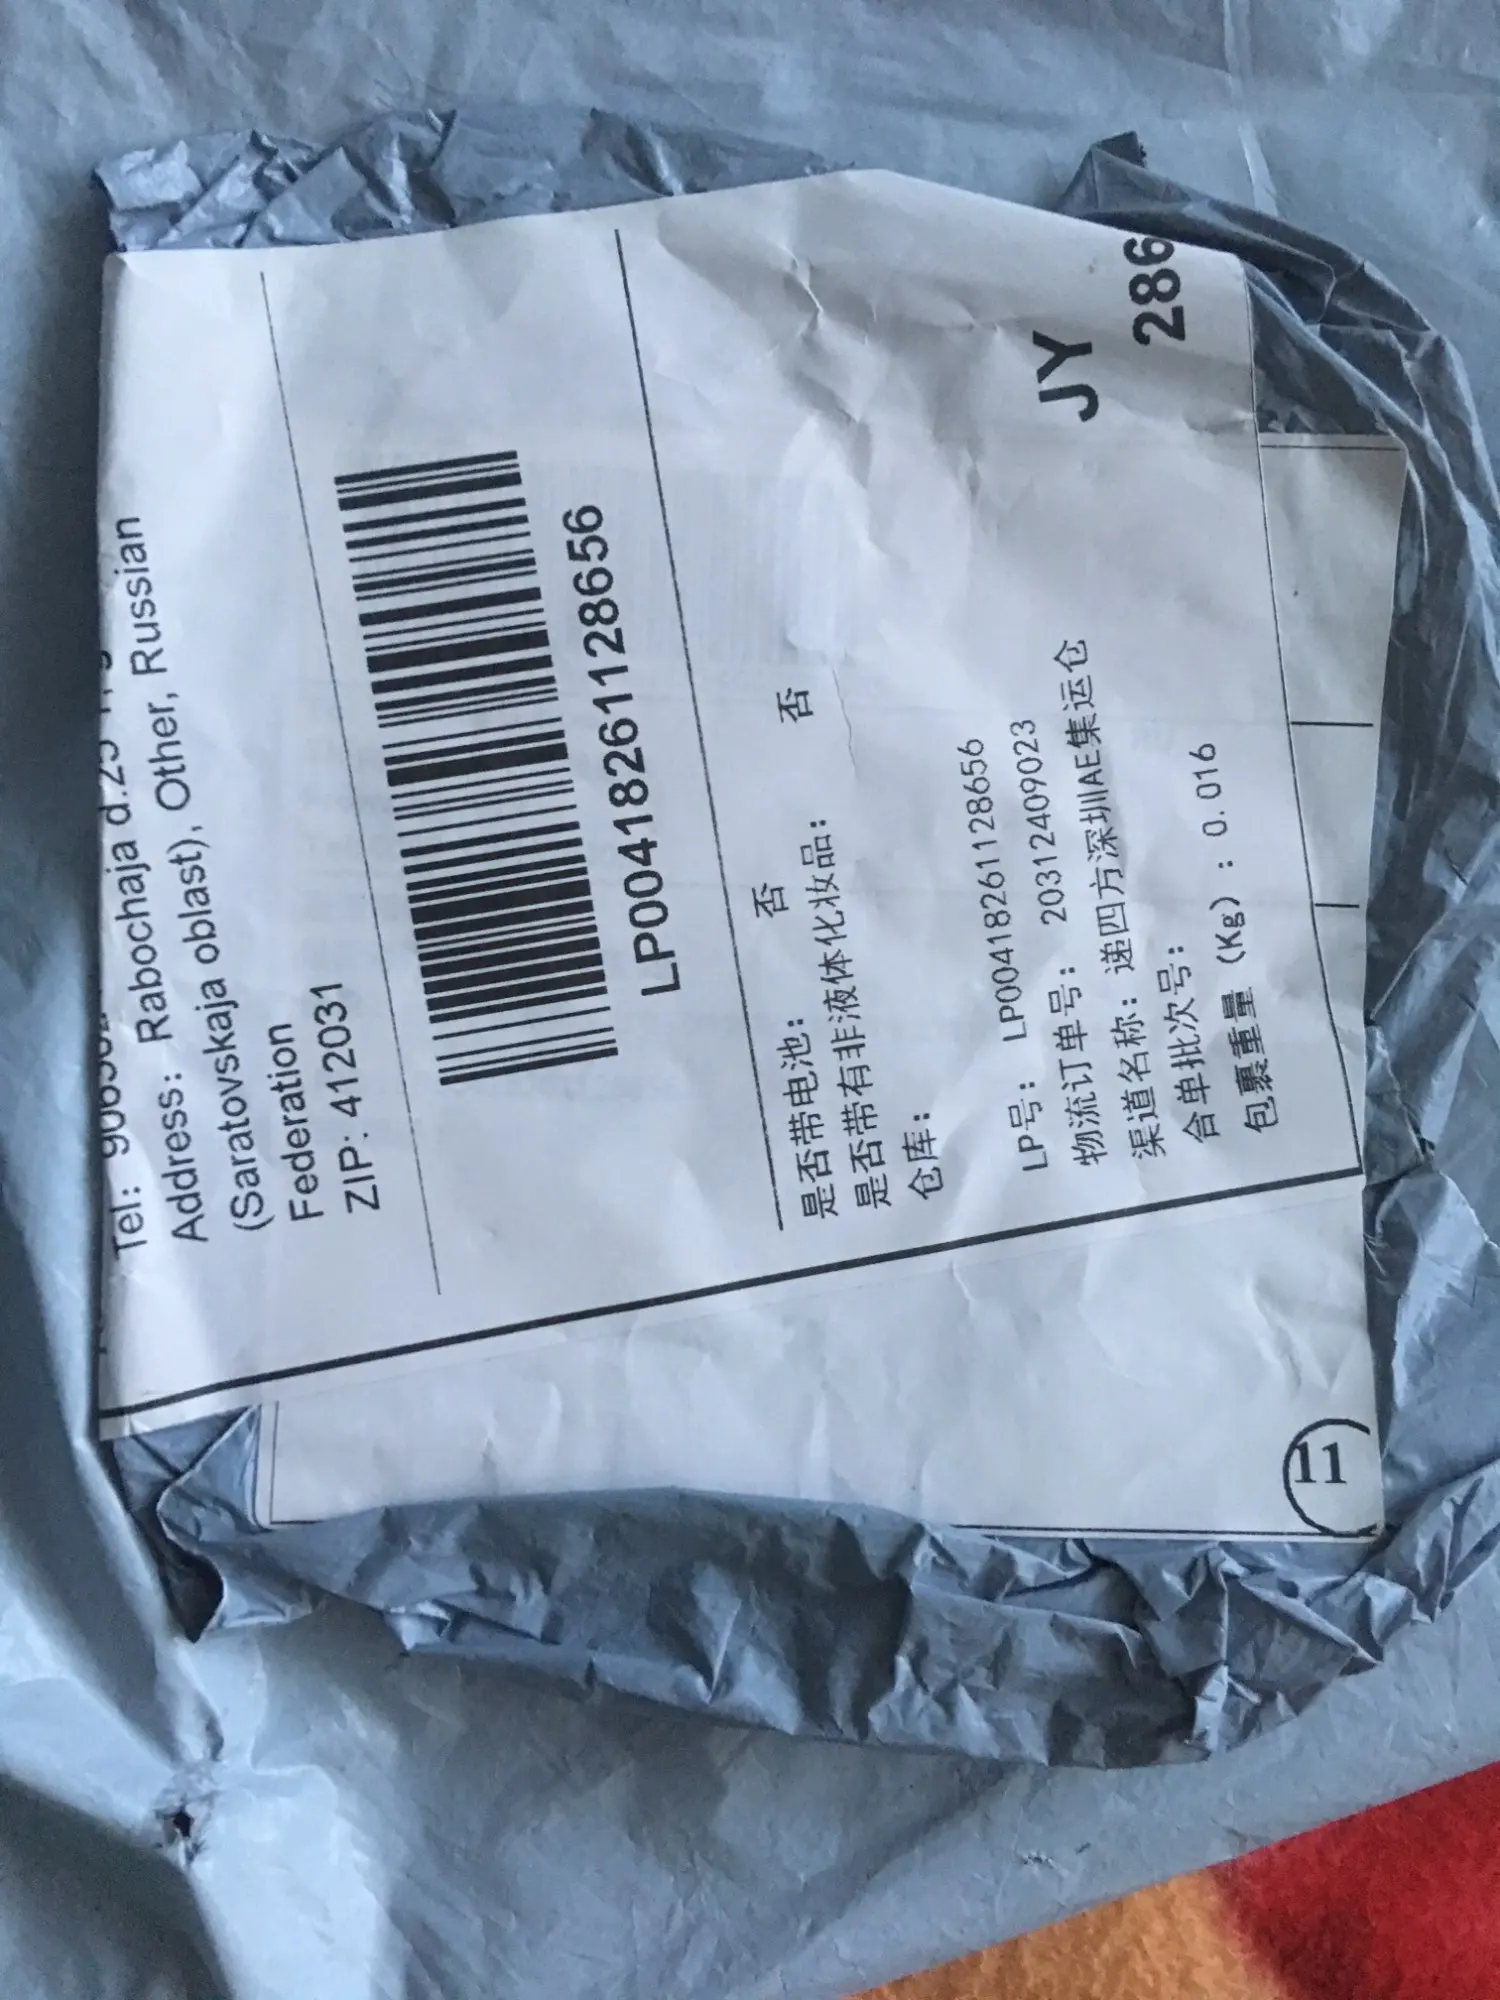 Tel:
Address: Rabochaja d.25
(Saratovskaja oblast), Other, Russian
Federation
ZIP: 412031
LP00418261128656
是否带电池: 否
是否带有非液体化妆品: 否
仓库:
LP号: LP00418261128656
物流订单号: 20312409023
渠道名称: 递四方深圳AE集运仓
合单批次号:
包裹重量 (Kg) : 0.016
JY
286
11